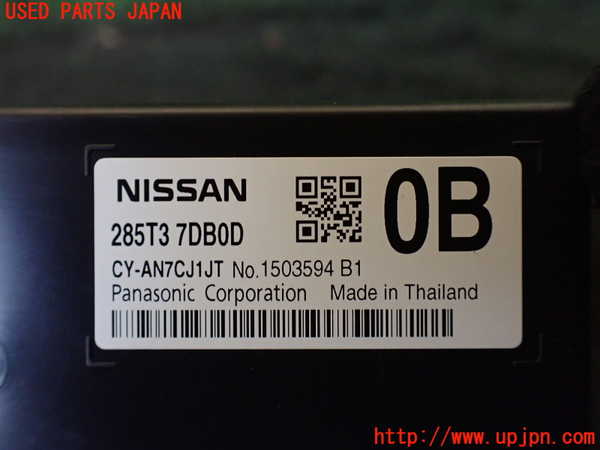 USED PARTS JAPAN
NISSAN
0B
285T3 7DB0D
CY-AN7CJ1JT No.1503594 B1
Panasonic Corporation Made in Thailand
UPJ
http://www.upjpn.com/